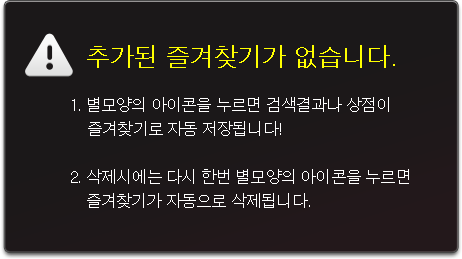 추가된 즐겨찾기가 없습니다.
1. 별모양의 아이콘을 누르면 검색결과나 상점이
즐겨찾기로 자동 저장됩니다!
2. 삭제시에는 다시 한번 별모양의 아이콘을 누르면
즐겨찾기가 자동으로 삭제됩니다.